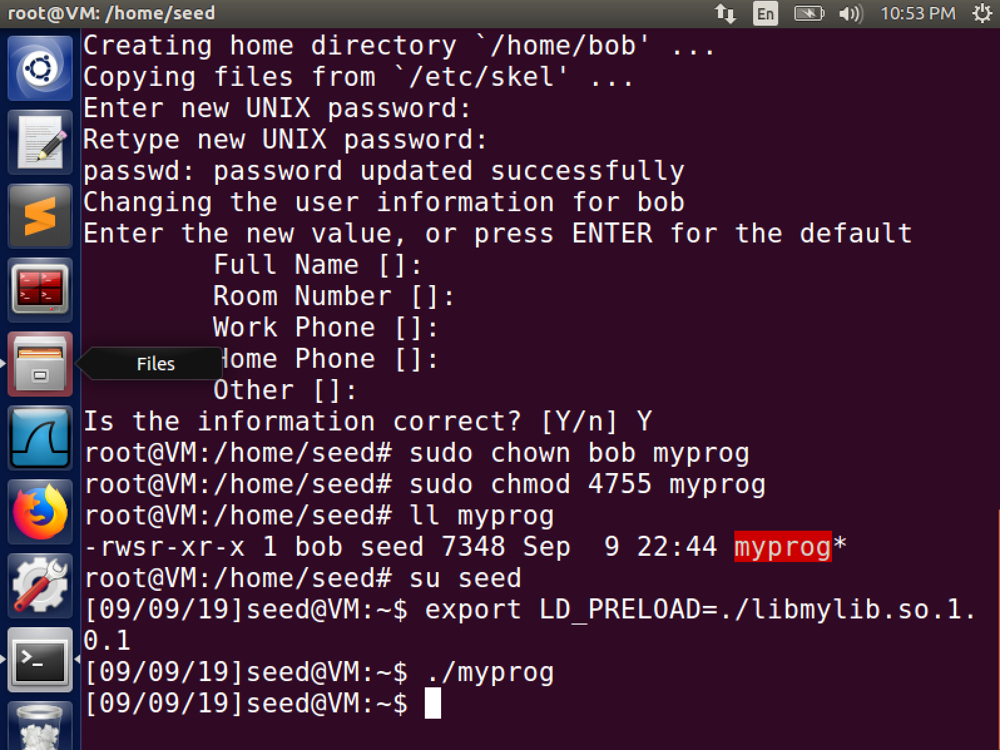 root@VM: /home/seed
En
10:53 PM
Creating home directory `/home/bob' ...
Copying files from `/etc/skel' ...
Enter new UNIX password:
Retype new UNIX password:
passwd: password updated successfully
Changing the user information for bob
Enter the new value, or press ENTER for the default
Full Name []:
Room Number []:
Work Phone []:
Files
Home Phone []:
Other []:
Is the information correct? [Y/n] Y
root@VM:/home/seed# sudo chown bob myprog
root@VM:/home/seed# sudo chmod 4755 myprog
root@VM:/home/seed# ll myprog
-rwsr-xr-x 1 bob seed 7348 Sep  9 22:44 myprog*
root@VM:/home/seed# su seed
[09/09/19]seed@VM:~$ export LD_PRELOAD=./libmylib.so.1.
0.1
[09/09/19]seed@VM:~$ ./myprog
[09/09/19]seed@VM:~$